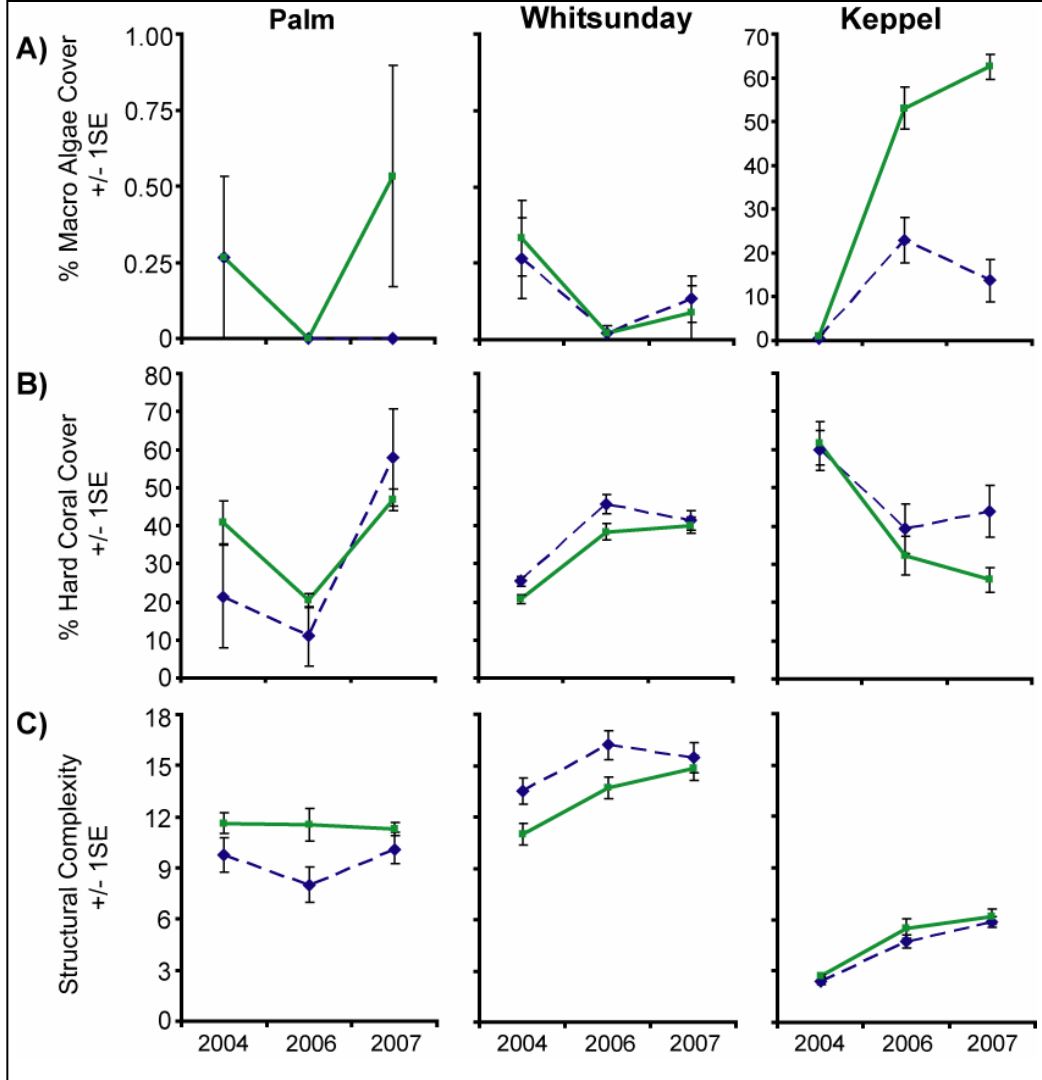 Palm Whitsunday Keppel
A)
% Macro Algae Cover
+/- 1SE
1.00
0.75
0.50
0.25
0
70
60
50
40
30
20
10
0
B)
% Hard Coral Cover
+/- 1SE
80
70
60
50
40
30
20
10
0
C)
Structural Complexity
+/- 1SE
18
15
12
9
6
3
0
2004 2006 2007 2004 2006 2007 2004 2006 2007